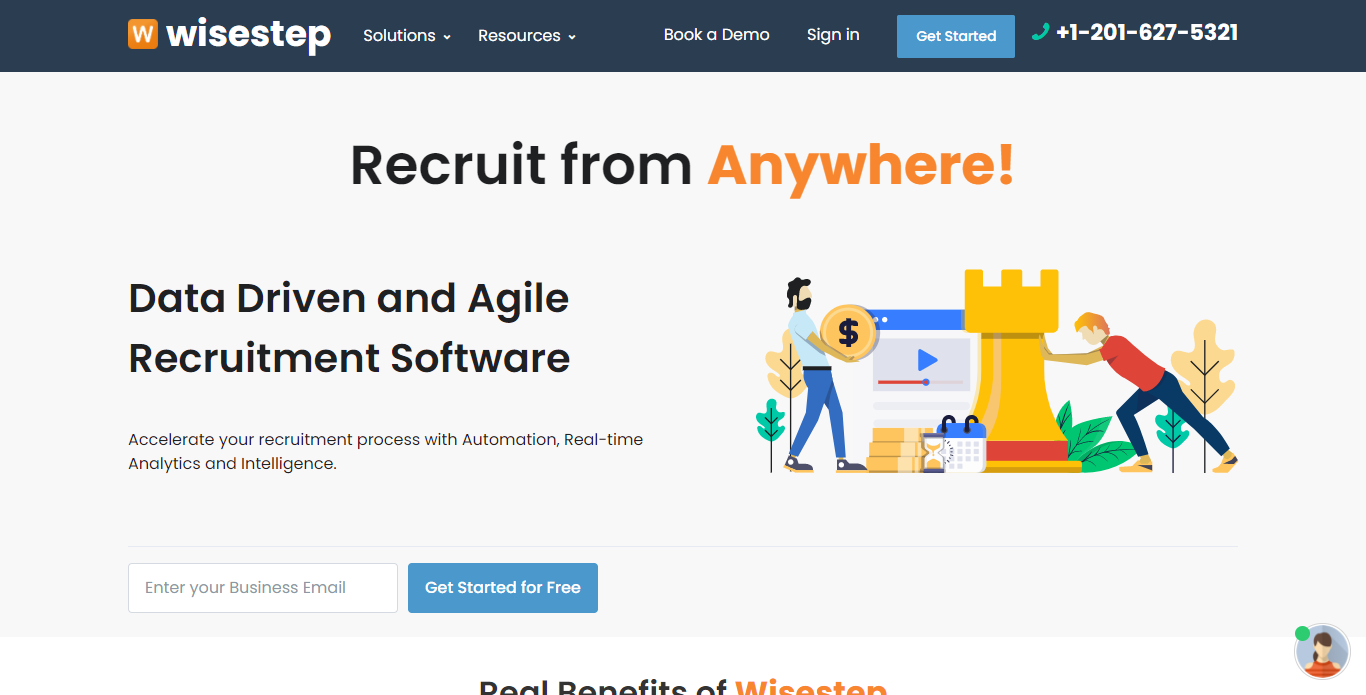 W wisestep
Solutions
Resources
Book a Demo
Sign in
Get Started
+1-201-627-5321
Recruit from Anywhere!
Data Driven and Agile
Recruitment Software
$
Accelerate your recruitment process with Automation, Real-time
Analytics and Intelligence.
Enter your Business Email
Get Started for Free
Real Benefits of Wisestep